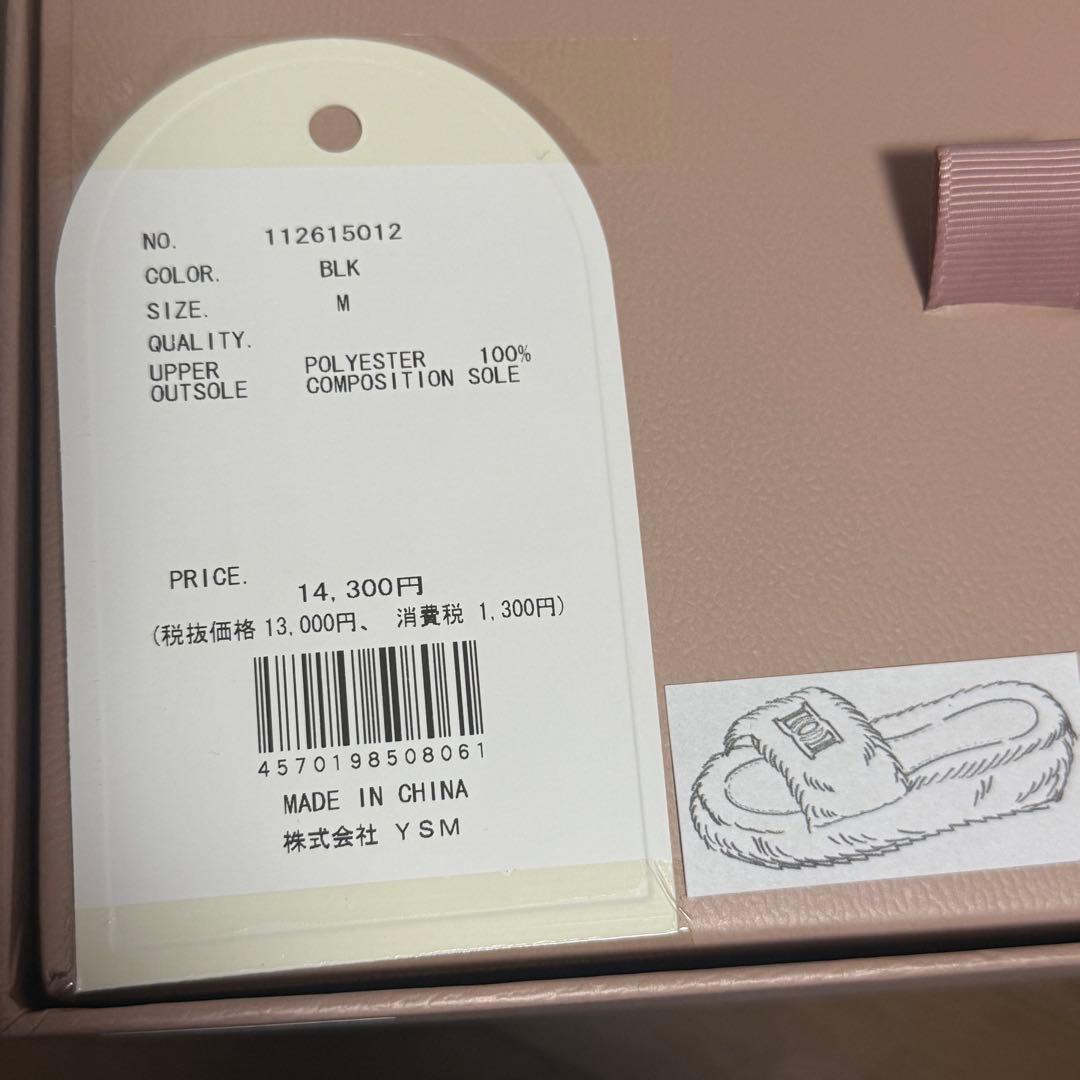 NO. 112615012
COLOR. BLK
SIZE. M
QUALITY.
UPPER POLYESTER 100%
OUTSOLE COMPOSITION SOLE
PRICE. 14,300円
(税抜価格 13,000円、 消費税 1,300円)
4570198508061
MADE IN CHINA
株式会社 YSM